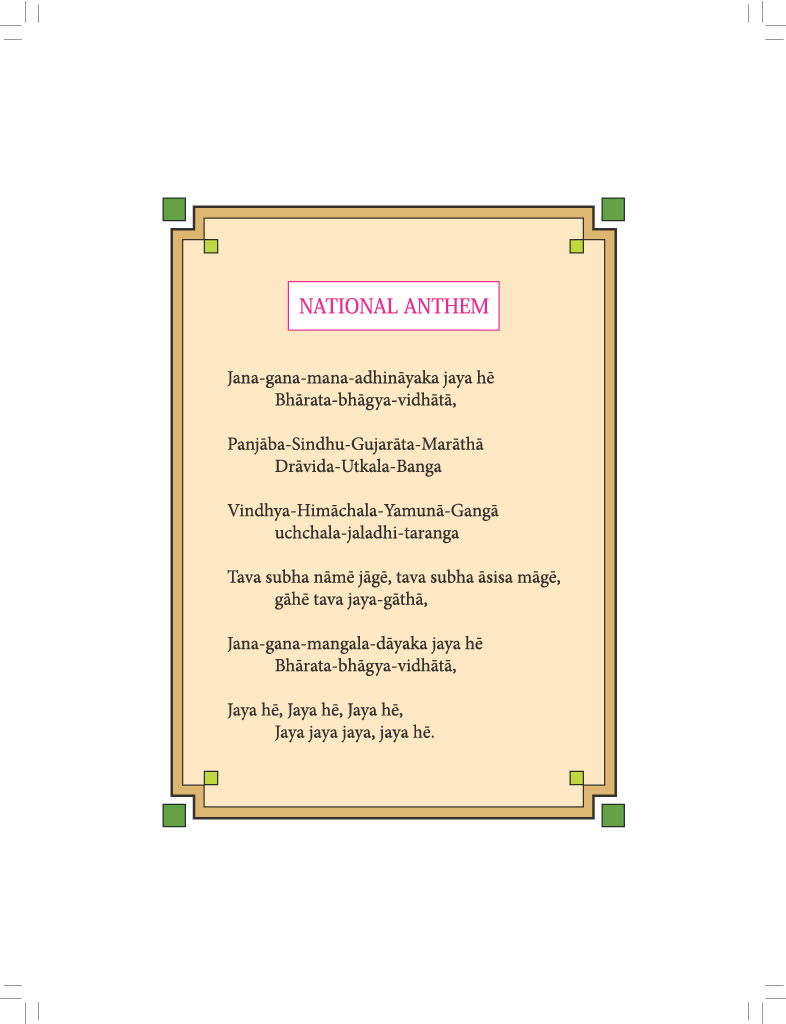 NATIONAL ANTHEM
Jana-gana-mana-adhināyaka jaya hē
Bhārata-bhāgya-vidhātā,
Panjāba-Sindhu-Gujarāta-Marāthā
Drāvida-Utkala-Banga
Vindhya-Himāchala-Yamunā-Gangā
uchchala-jaladhi-taranga
Tava subha nāmē jāgē, tava subha āsisa māgē,
gāhē tava jaya-gāthā,
Jana-gana-mangala-dāyaka jaya hē
Bhārata-bhāgya-vidhātā,
Jaya hē, Jaya hē, Jaya hē,
Jaya jaya jaya, jaya hē.